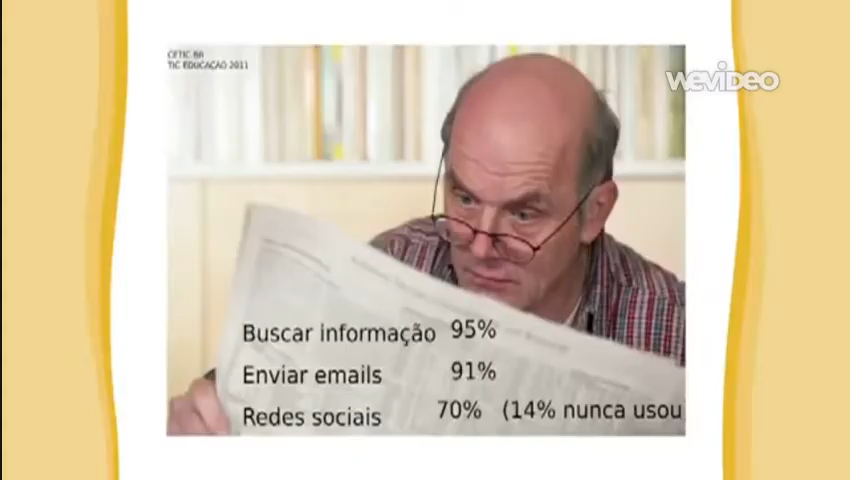 CETIC.BR
TIC EDUCAÇÃO 2011
WEVIDEO
Buscar informação 95%
Enviar emails 91%
Redes sociais 70% (14% nunca usou